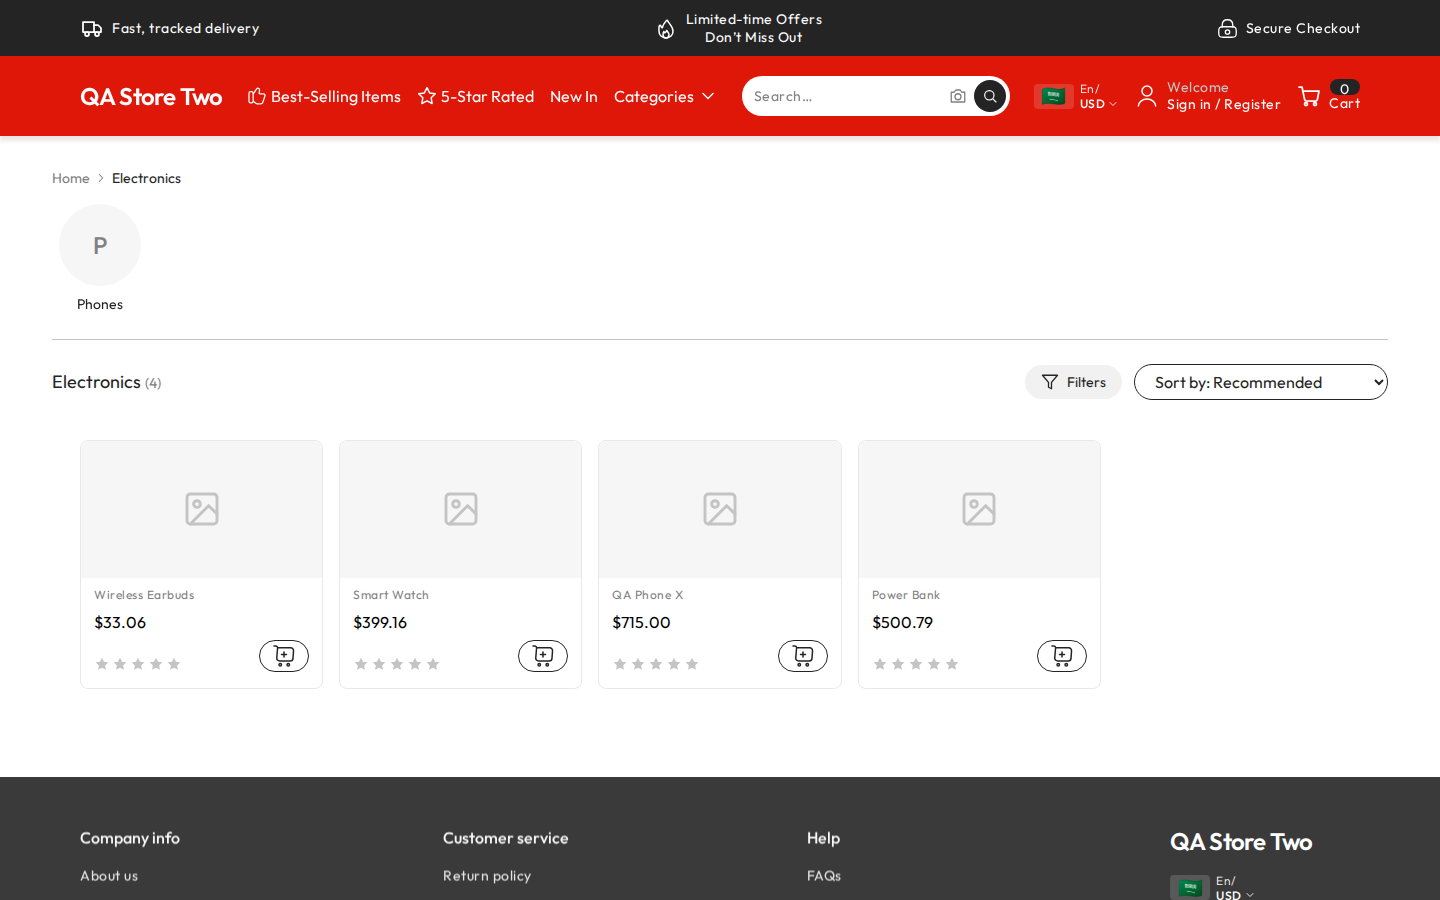 Fast, tracked delivery
Limited-time Offers
Don't Miss Out
Secure Checkout
QA Store Two
Best-Selling Items
5-Star Rated
New In
Categories
Search...
En/
USD
Welcome
Sign in / Register
0
Cart
Home > Electronics
P
Phones
Electronics (4)
Filters
Sort by: Recommended
Wireless Earbuds
$33.06
Smart Watch
$399.16
QA Phone X
$715.00
Power Bank
$500.79
Company info
About us
Customer service
Return policy
Help
FAQs
QA Store Two
En/
USD